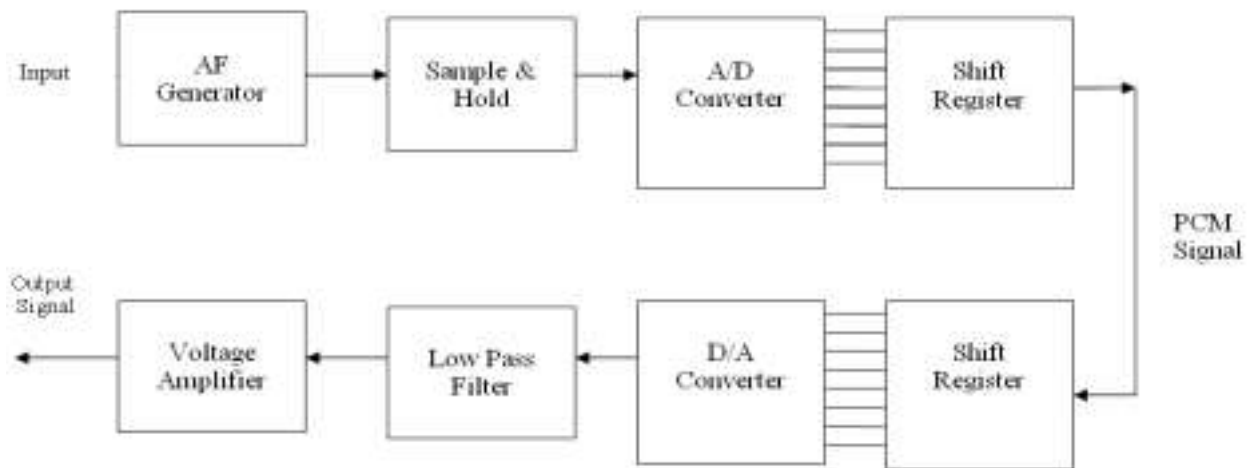 Input
AF
Generator
Sample &
Hold
A/D
Converter
Shift
Register
PCM
Signal
Output
Signal
Voltage
Amplifier
Low Pass
Filter
D/A
Converter
Shift
Register